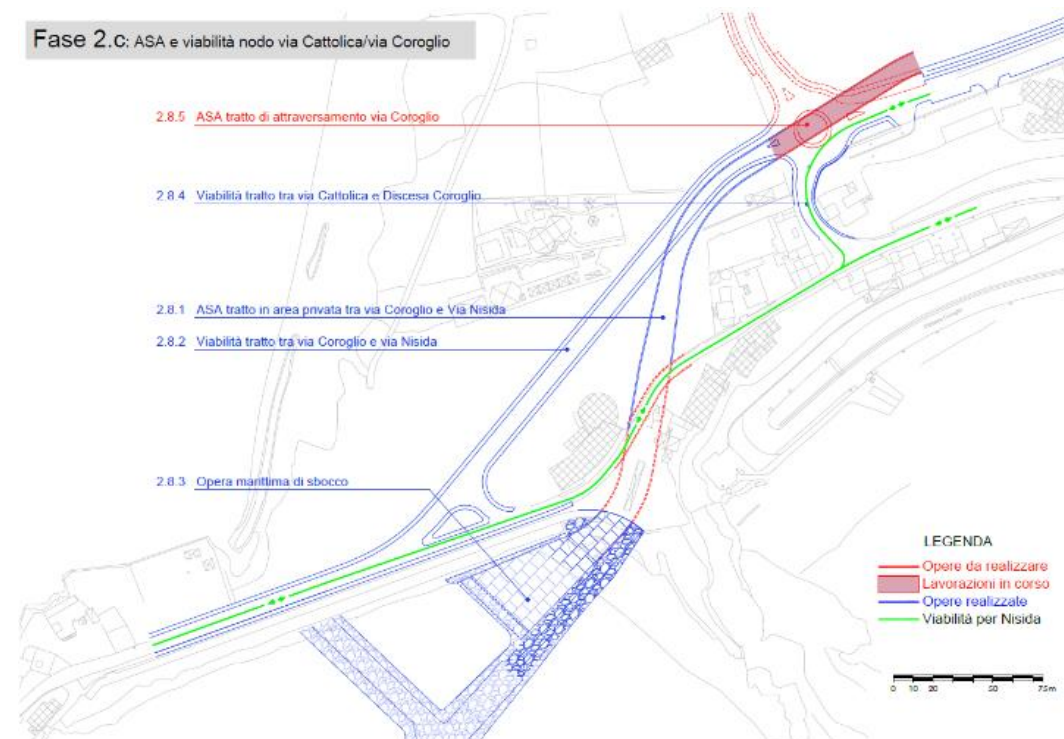 Fase 2.c: ASA e viabilità nodo via Cattolica/via Coroglio
2.8.5 ASA tratto di attraversamento via Coroglio
2.8.4 Viabilità tratto tra via Cattolica e Discesa Coroglio
2.8.1 ASA tratto in area privata tra via Coroglio e Via Nisida
2.8.2 Viabilità tratto tra via Coroglio e via Nisida
2.8.3 Opera marittima di sbocco
LEGENDA
Opere da realizzare
Lavorazioni in corso
Opere realizzate
Viabilità per Nisida
0 10 20 50 75m